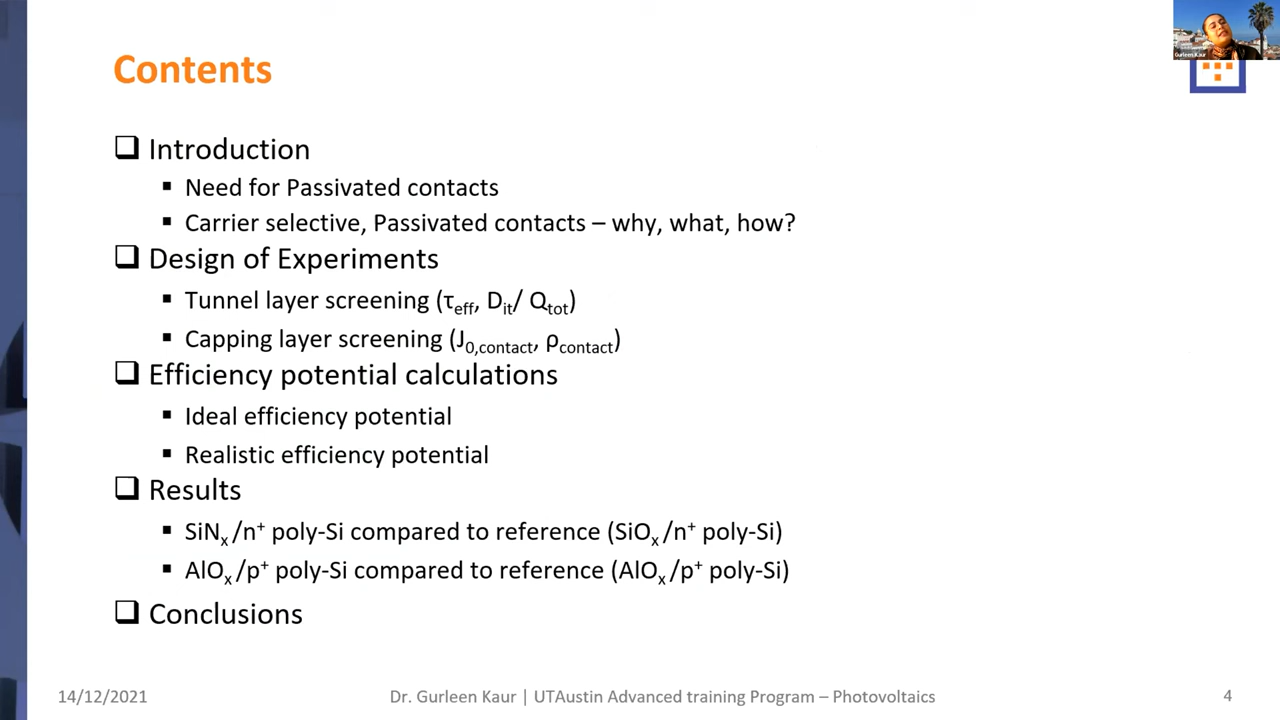 Contents
Gurleen Kaur
❑ Introduction
▪ Need for Passivated contacts
▪ Carrier selective, Passivated contacts – why, what, how?
❑ Design of Experiments
▪ Tunnel layer screening (τeff, Dit/ Qtot)
▪ Capping layer screening (J0,contact, ρcontact)
❑ Efficiency potential calculations
▪ Ideal efficiency potential
▪ Realistic efficiency potential
❑ Results
▪ SiNx /n⁺ poly-Si compared to reference (SiOx /n⁺ poly-Si)
▪ AlOx /p⁺ poly-Si compared to reference (AlOx /p⁺ poly-Si)
❑ Conclusions
14/12/2021
Dr. Gurleen Kaur | UTAustin Advanced training Program – Photovoltaics
4